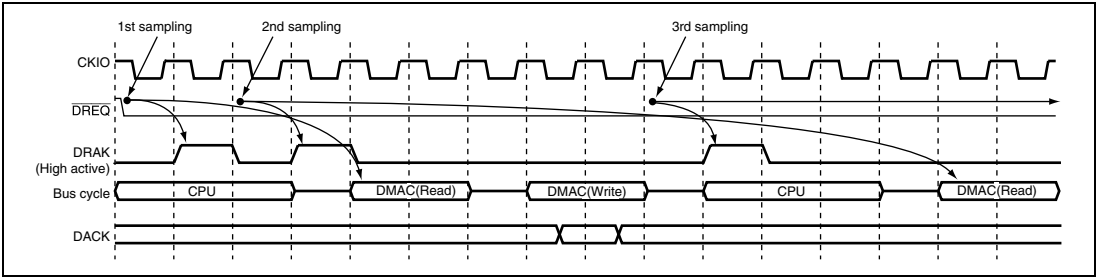 1st sampling 2nd sampling 3rd sampling
CKIO
DREQ
DRAK
(High active)
Bus cycle CPU DMAC(Read) DMAC(Write) CPU DMAC(Read)
DACK